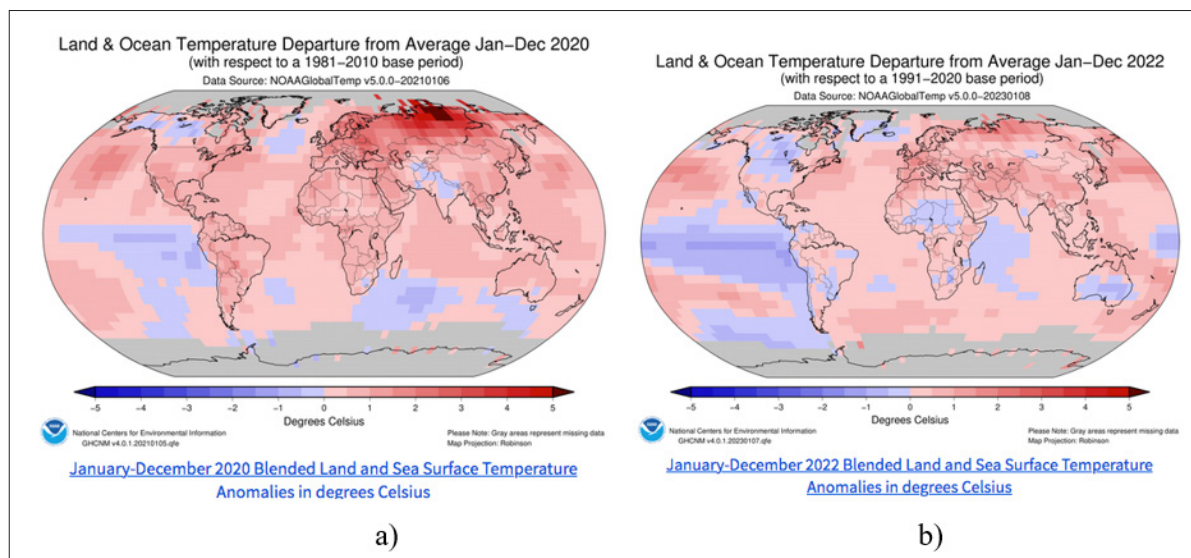 Land & Ocean Temperature Departure from Average Jan–Dec 2020
(with respect to a 1981–2010 base period)
Data Source: NOAAGlobalTemp v5.0.0–20210106
-5 -4 -3 -2 -1 0 1 2 3 4 5
Degrees Celsius
National Centers for Environmental Information
GHCNM v4.0.1.20210105.qfe
Please Note: Gray areas represent missing data
Map Projection: Robinson
January-December 2020 Blended Land and Sea Surface Temperature
Anomalies in degrees Celsius
a)
Land & Ocean Temperature Departure from Average Jan–Dec 2022
(with respect to a 1991–2020 base period)
Data Source: NOAAGlobalTemp v5.0.0–20230108
-5 -4 -3 -2 -1 0 1 2 3 4 5
Degrees Celsius
National Centers for Environmental Information
GHCNM v4.0.1.20230107.qfe
Please Note: Gray areas represent missing data
Map Projection: Robinson
January-December 2022 Blended Land and Sea Surface Temperature
Anomalies in degrees Celsius
b)